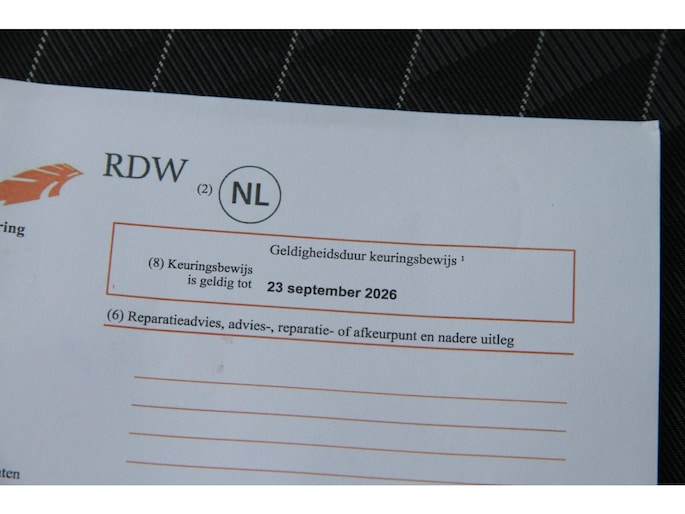 RDW (2) NL
ring
Geldigheidsduur keuringsbewijs ¹
(8) Keuringsbewijs
is geldig tot 23 september 2026
(6) Reparatieadvies, advies-, reparatie- of afkeurpunt en nadere uitleg
ten